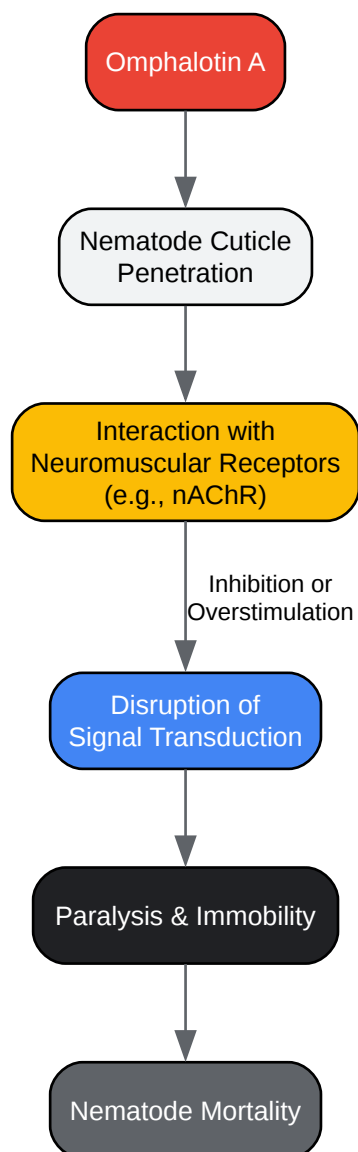 Omphalotin A
Nematode Cuticle
Penetration
Interaction with
Neuromuscular Receptors
(e.g., nAChR)
Inhibition or
Overstimulation
Disruption of
Signal Transduction
Paralysis & Immobility
Nematode Mortality